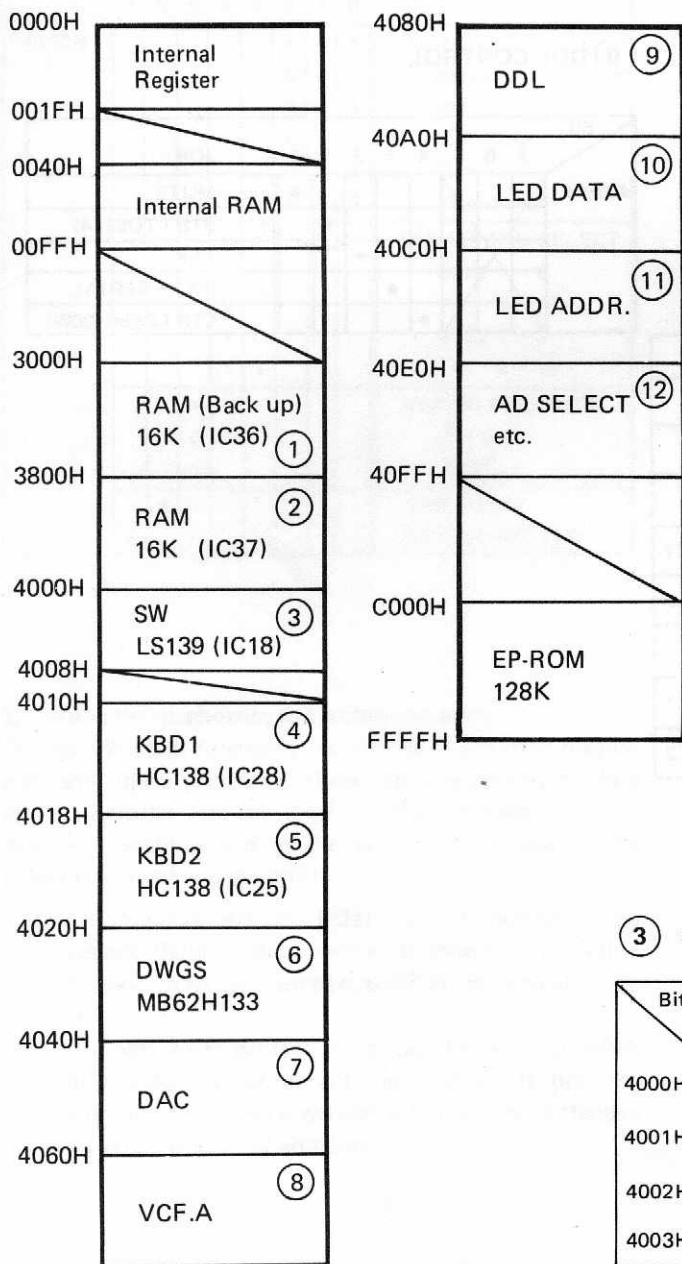 0000H
Internal
Register
001FH
0040H
Internal RAM
00FFH
3000H
RAM (Back up)
16K (IC36) ①
3800H
②
RAM
16K (IC37)
4000H
SW ③
LS139 (IC18)
4008H
4010H
④
KBD1
HC138 (IC28)
4018H
⑤
KBD2
HC138 (IC25)
4020H
⑥
DWGS
MB62H133
4040H
⑦
DAC
4060H
⑧
VCF.A
4080H
⑨
DDL
40A0H
⑩
LED DATA
40C0H
⑪
LED ADDR.
40E0H
AD SELECT ⑫
etc.
40FFH
C000H
EP-ROM
128K
FFFFH
③
Bit
4000H
4001H
4002H
4003H